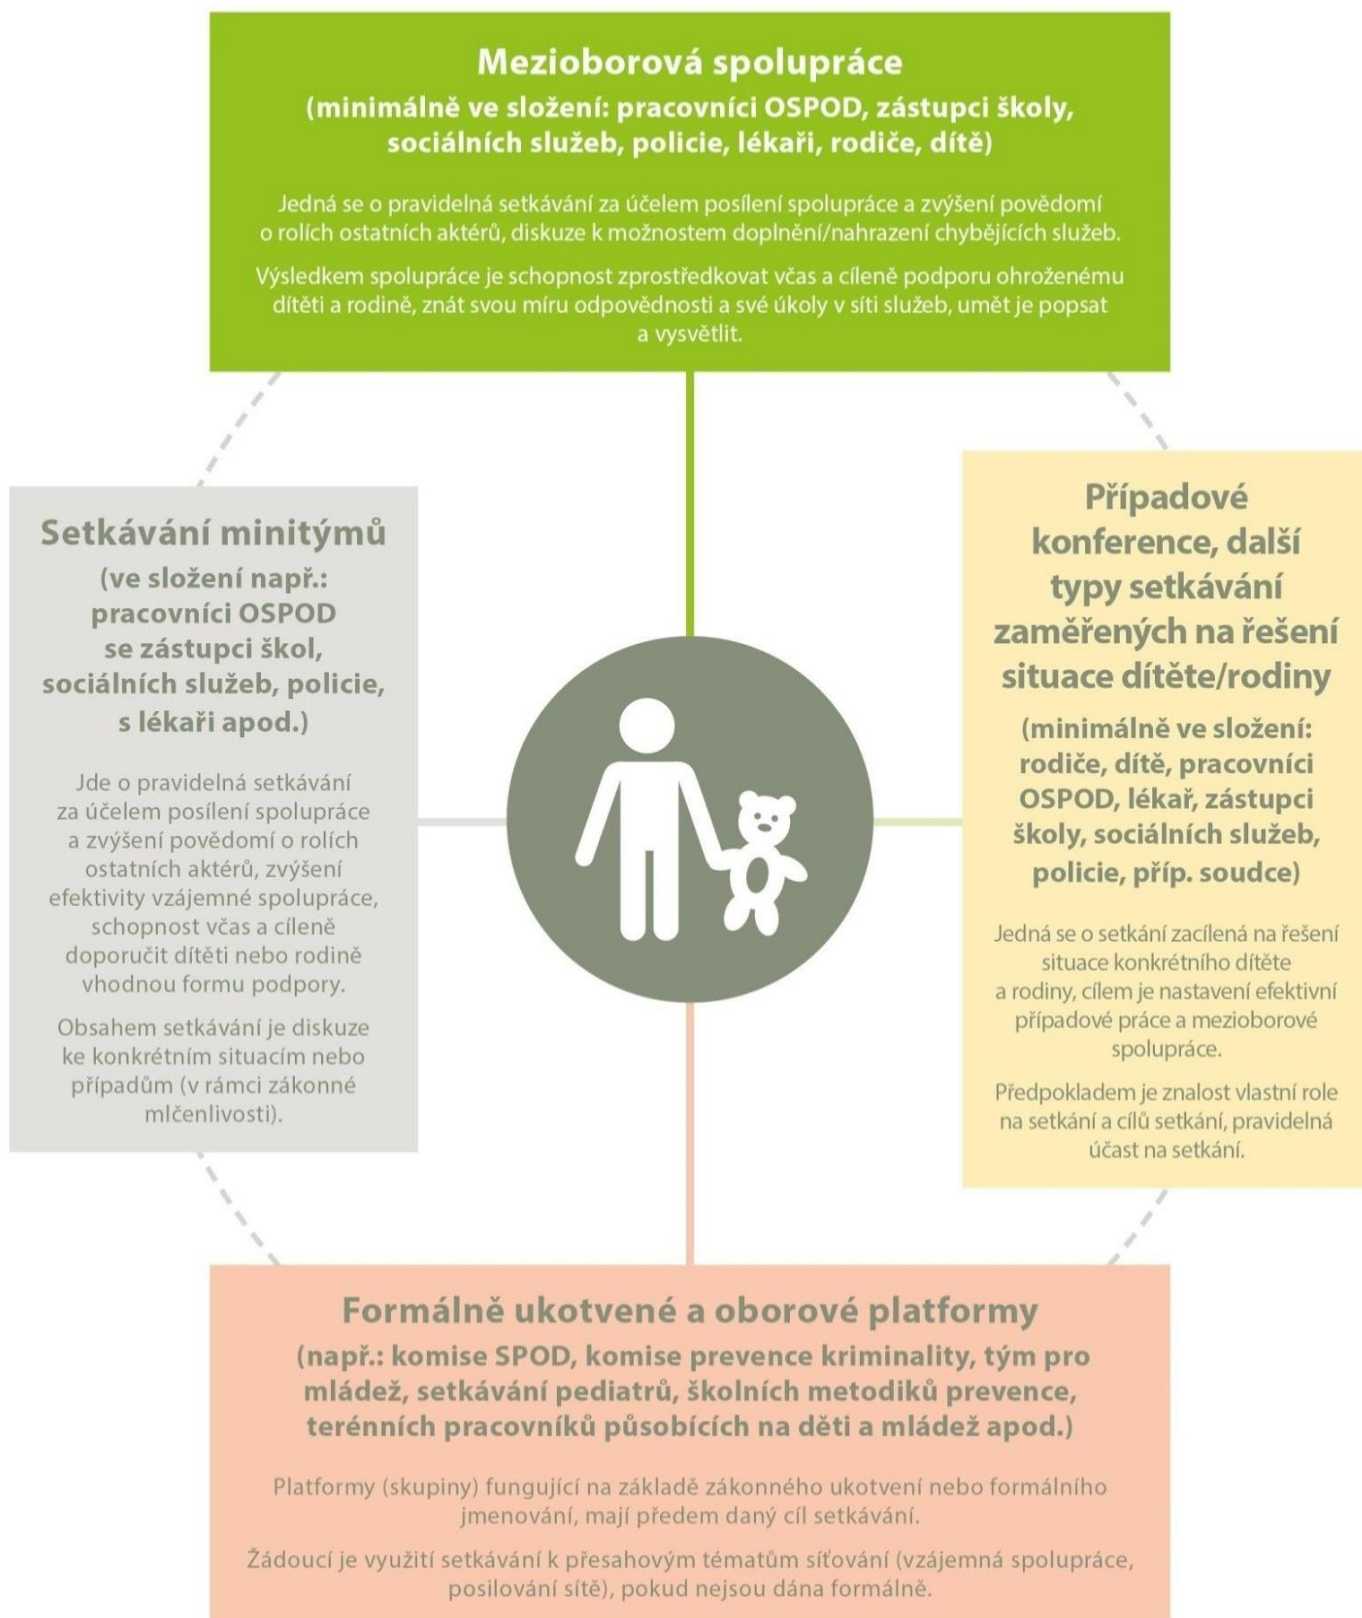 Mezioborová spolupráce
(minimálně ve složení: pracovníci OSPOD, zástupci školy,
sociálních služeb, policie, lékaři, rodiče, dítě)
Jedná se o pravidelná setkávání za účelem posílení spolupráce a zvýšení povědomí
o rolích ostatních aktérů, diskuze k možnostem doplnění/nahrazení chybějících služeb.
Výsledkem spolupráce je schopnost zprostředkovat včas a cíleně podporu ohroženému
dítěti a rodině, znát svou míru odpovědnosti a své úkoly v síti služeb, umět je popsat
a vysvětlit.
Setkávání minitýmů
(ve složení např.:
pracovníci OSPOD
se zástupci škol,
sociálních služeb, policie,
s lékaři apod.)
Jde o pravidelná setkávání
za účelem posílení spolupráce
a zvýšení povědomí o rolích
ostatních aktérů, zvýšení
efektivity vzájemné spolupráce,
schopnost včas a cíleně
doporučit dítěti nebo rodině
vhodnou formu podpory.
Obsahem setkávání je diskuze
ke konkrétním situacím nebo
případům (v rámci zákonné
mlčenlivosti).
Případové
konference, další
typy setkávání
zaměřených na řešení
situace dítěte/rodiny
(minimálně ve složení:
rodiče, dítě, pracovníci
OSPOD, lékař, zástupci
školy, sociálních služeb,
policie, příp. soudce)
Jedná se o setkání zacílená na řešení
situace konkrétního dítěte
a rodiny, cílem je nastavení efektivní
případové práce a mezioborové
spolupráce.
Předpokladem je znalost vlastní role
na setkání a cílů setkání, pravidelná
účast na setkání.
Formálně ukotvené a oborové platformy
(např.: komise SPOD, komise prevence kriminality, tým pro
mládež, setkávání pediatrů, školních metodiků prevence,
terénních pracovníků působících na děti a mládež apod.)
Platformy (skupiny) fungující na základě zákonného ukotvení nebo formálního
jmenování, mají předem daný cíl setkávání.
Žádoucí je využití setkávání k přesahovým tématům síťování (vzájemná spolupráce,
posilování sítě), pokud nejsou dána formálně.